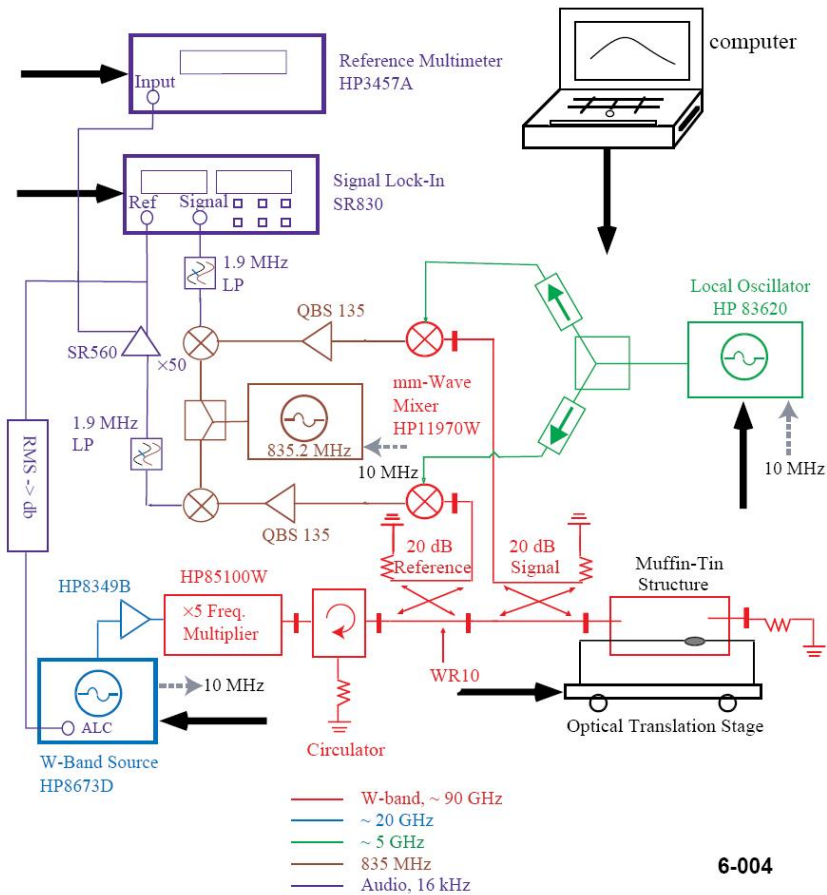 Reference Multimeter
HP3457A
Input
computer
Signal Lock-In
SR830
Ref
Signal
1.9 MHz
LP
QBS 135
Local Oscillator
HP 83620
SR560
×50
mm-Wave
Mixer
HP11970W
835.2 MHz
1.9 MHz
LP
10 MHz
10 MHz
RMS -> db
QBS 135
20 dB
Reference
20 dB
Signal
Muffin-Tin
Structure
HP8349B
HP85100W
×5 Freq.
Multiplier
WR10
10 MHz
ALC
Optical Translation Stage
Circulator
W-Band Source
HP8673D
W-band, ~ 90 GHz
~ 20 GHz
~ 5 GHz
835 MHz
Audio, 16 kHz
6-004